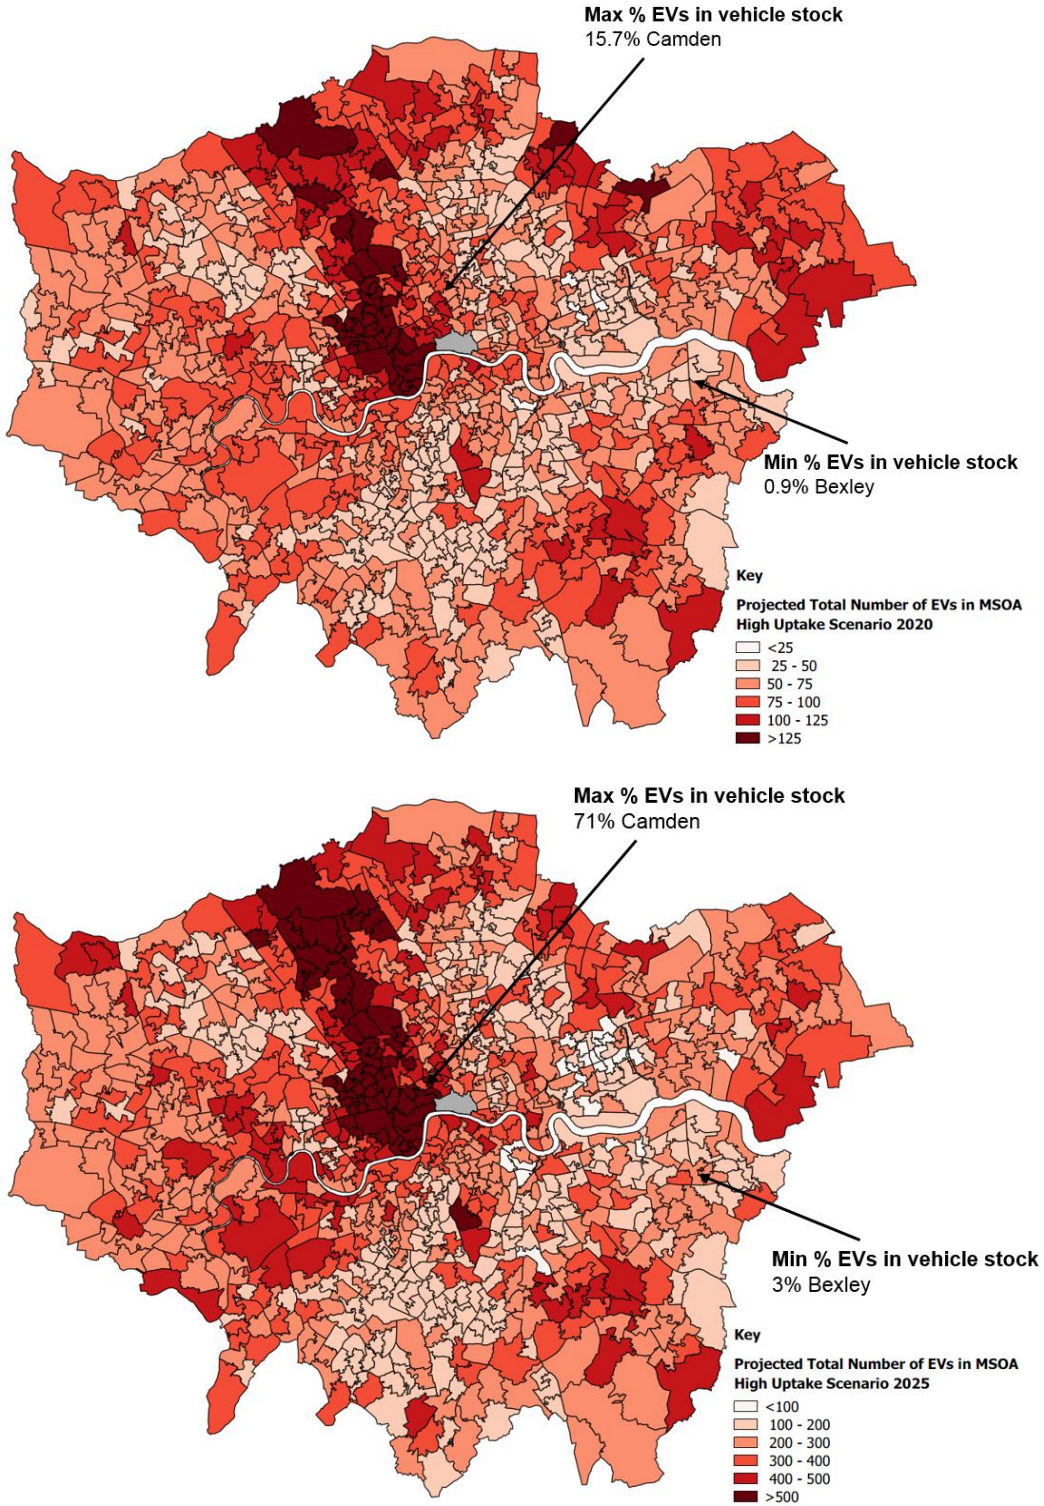 Max % EVs in vehicle stock
15.7% Camden
Min % EVs in vehicle stock
0.9% Bexley
Key
Projected Total Number of EVs in MSOA
High Uptake Scenario 2020
<25
25 - 50
50 - 75
75 - 100
100 - 125
>125
Max % EVs in vehicle stock
71% Camden
Min % EVs in vehicle stock
3% Bexley
Key
Projected Total Number of EVs in MSOA
High Uptake Scenario 2025
<100
100 - 200
200 - 300
300 - 400
400 - 500
>500